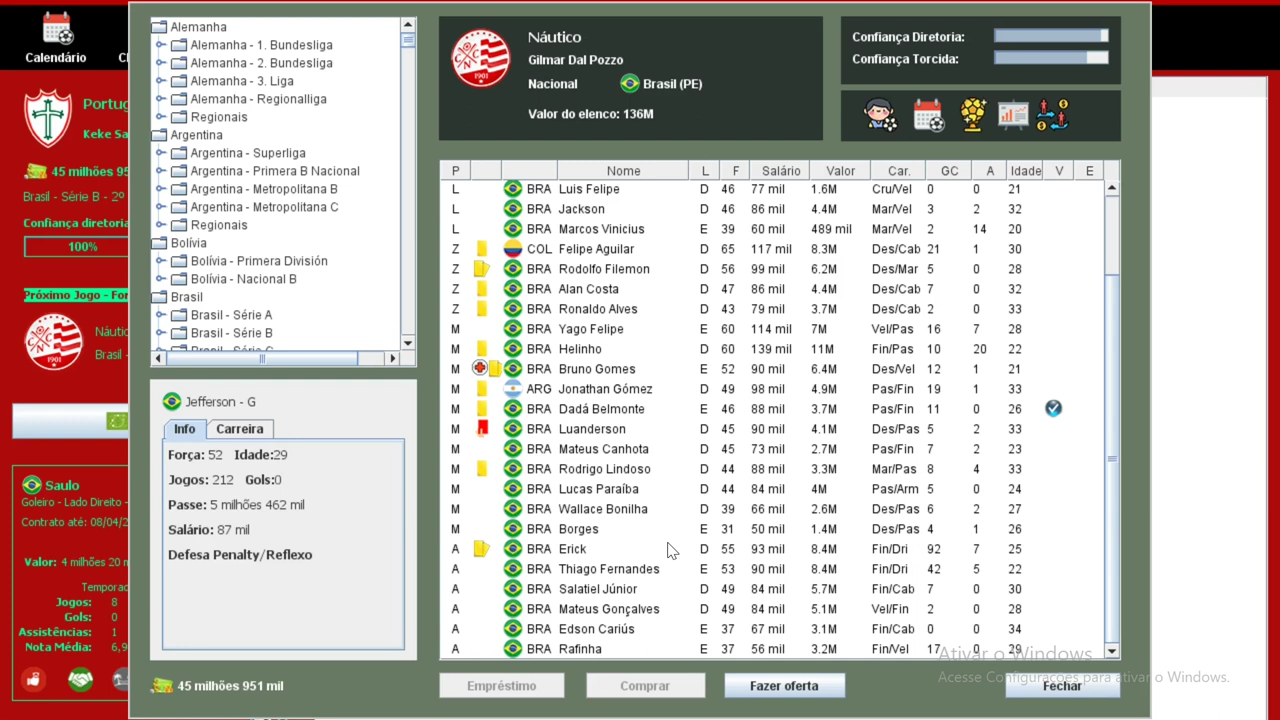 Calendário
Portug
Keke Sa
45 milhões 95
Brasil - Série B - 2º
Confiança diretoria
100%
Próximo Jogo - For
Náutic
Brasil -
Saulo
Goleiro - Lado Direito -
Contrato até: 08/04/2
Valor: 4 milhões 20 m
Temporad
Jogos: 8
Gols: 0
Assistências: 1
Nota Média: 6,9
Alemanha
Alemanha - 1. Bundesliga
Alemanha - 2. Bundesliga
Alemanha - 3. Liga
Alemanha - Regionalliga
Regionais
Argentina
Argentina - Superliga
Argentina - Primera B Nacional
Argentina - Metropolitana B
Argentina - Metropolitana C
Regionais
Bolívia
Bolívia - Primera División
Bolívia - Nacional B
Brasil
Brasil - Série A
Brasil - Série B
Brasil - Série C
Jefferson - G
Info Carreira
Força: 52 Idade:29
Jogos: 212 Gols:0
Passe: 5 milhões 462 mil
Salário: 87 mil
Defesa Penalty/Reflexo
45 milhões 951 mil
1901
Náutico
Gilmar Dal Pozzo
Nacional Brasil (PE)
Valor do elenco: 136M
Confiança Diretoria:
Confiança Torcida:
P Nome L F Salário Valor Car. GC A Idade V E
L BRA Luis Felipe D 46 77 mil 1.6M Cru/Vel 0 0 21
L BRA Jackson D 46 86 mil 4.4M Mar/Vel 3 2 32
L BRA Marcos Vinicius E 39 60 mil 489 mil Mar/Vel 2 14 20
Z COL Felipe Aguilar D 65 117 mil 8.3M Des/Cab 21 1 30
Z BRA Rodolfo Filemon D 56 99 mil 6.2M Des/Mar 5 0 28
Z BRA Alan Costa D 47 86 mil 4.4M Des/Cab 7 0 32
Z BRA Ronaldo Alves D 43 79 mil 3.7M Des/Cab 2 0 33
M BRA Yago Felipe E 60 114 mil 7M Vel/Pas 16 7 28
M BRA Helinho D 60 139 mil 11M Fin/Pas 10 20 22
M BRA Bruno Gomes E 52 90 mil 6.4M Des/Vel 12 1 21
M ARG Jonathan Gómez D 49 98 mil 4.9M Pas/Fin 19 1 33
M BRA Dadá Belmonte E 46 88 mil 3.7M Pas/Fin 11 0 26
M BRA Luanderson D 45 90 mil 4.1M Des/Pas 5 2 33
M BRA Mateus Canhota D 45 73 mil 2.7M Pas/Fin 7 2 23
M BRA Rodrigo Lindoso D 44 88 mil 3.3M Mar/Pas 8 4 33
M BRA Lucas Paraíba D 44 84 mil 4M Pas/Arm 5 0 24
M BRA Wallace Bonilha D 39 66 mil 2.6M Des/Pas 6 2 27
M BRA Borges E 31 50 mil 1.4M Des/Pas 4 1 26
A BRA Erick D 55 93 mil 8.4M Fin/Dri 92 7 25
A BRA Thiago Fernandes E 53 90 mil 8.4M Fin/Dri 42 5 22
A BRA Salatiel Júnior D 49 84 mil 5.7M Fin/Cab 7 0 30
A BRA Mateus Gonçalves D 49 84 mil 5.1M Vel/Fin 2 0 28
A BRA Edson Cariús E 37 67 mil 3.1M Fin/Cab 0 0 34
A BRA Rafinha E 37 56 mil 3.2M Fin/Vel 17 0 29
Ativar o Windows
Acesse Configurações para ativar o Windows.
Empréstimo Comprar Fazer oferta Fechar